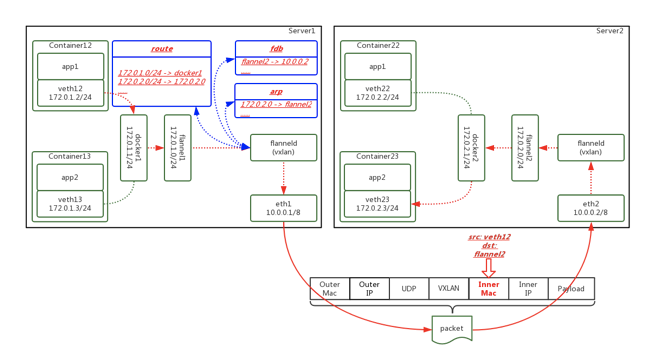 Server1
Container12
app1
veth12
172.0.1.2/24
Container13
app2
veth13
172.0.1.3/24
route
172.0.1.0/24 -> docker1
172.0.2.0/24 -> 172.0.2.0
......
fdb
flannel2 -> 10.0.0.2
......
arp
172.0.2.0 -> flannel2
......
docker1
172.0.1.1/24
flannel1
172.0.1.0/24
flanneld
(vxlan)
eth1
10.0.0.1/8
Server2
Container22
app1
veth22
172.0.2.2/24
Container23
app2
veth23
172.0.2.3/24
docker2
172.0.2.1/24
flannel2
172.0.2.0/24
flanneld
(vxlan)
eth2
10.0.0.2/8
src: veth12
dst:
flannel2
Outer
Mac
Outer
IP
UDP
VXLAN
Inner
Mac
Inner
IP
Payload
packet